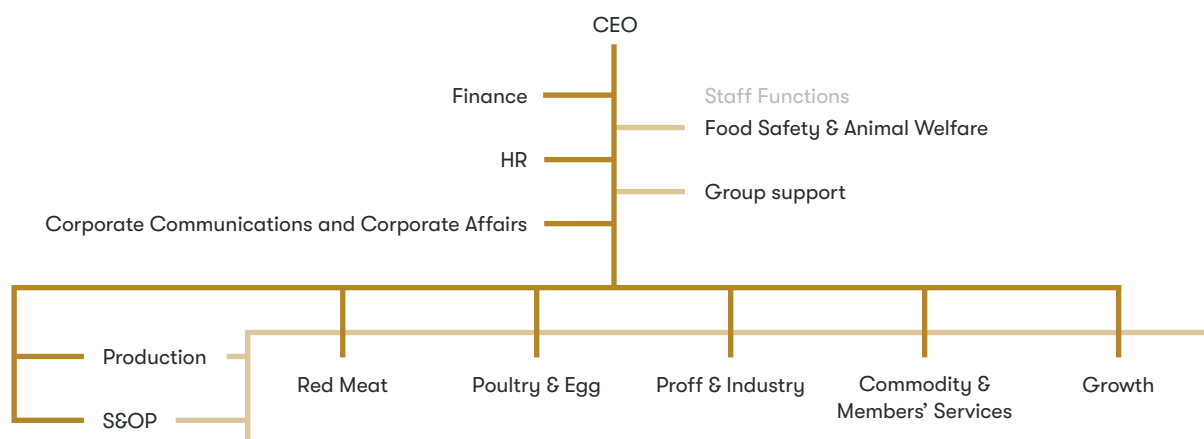 CEO
Finance
Staff Functions
Food Safety & Animal Welfare
HR
Group support
Corporate Communications and Corporate Affairs
Production
Red Meat
Poultry & Egg
Proff & Industry
Commodity &
Members’ Services
Growth
S&OP